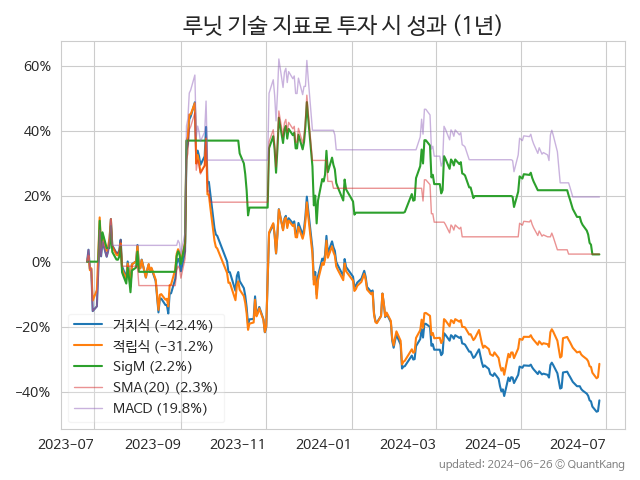 루닛 기술 지표로 투자 시 성과 (1년)
60%
40%
20%
0%
−20%
−40%
거치식 (−42.4%)
적립식 (−31.2%)
SigM (2.2%)
SMA(20) (2.3%)
MACD (19.8%)
2023-07 2023-09 2023-11 2024-01 2024-03 2024-05 2024-07
updated: 2024-06-26 © QuantKang